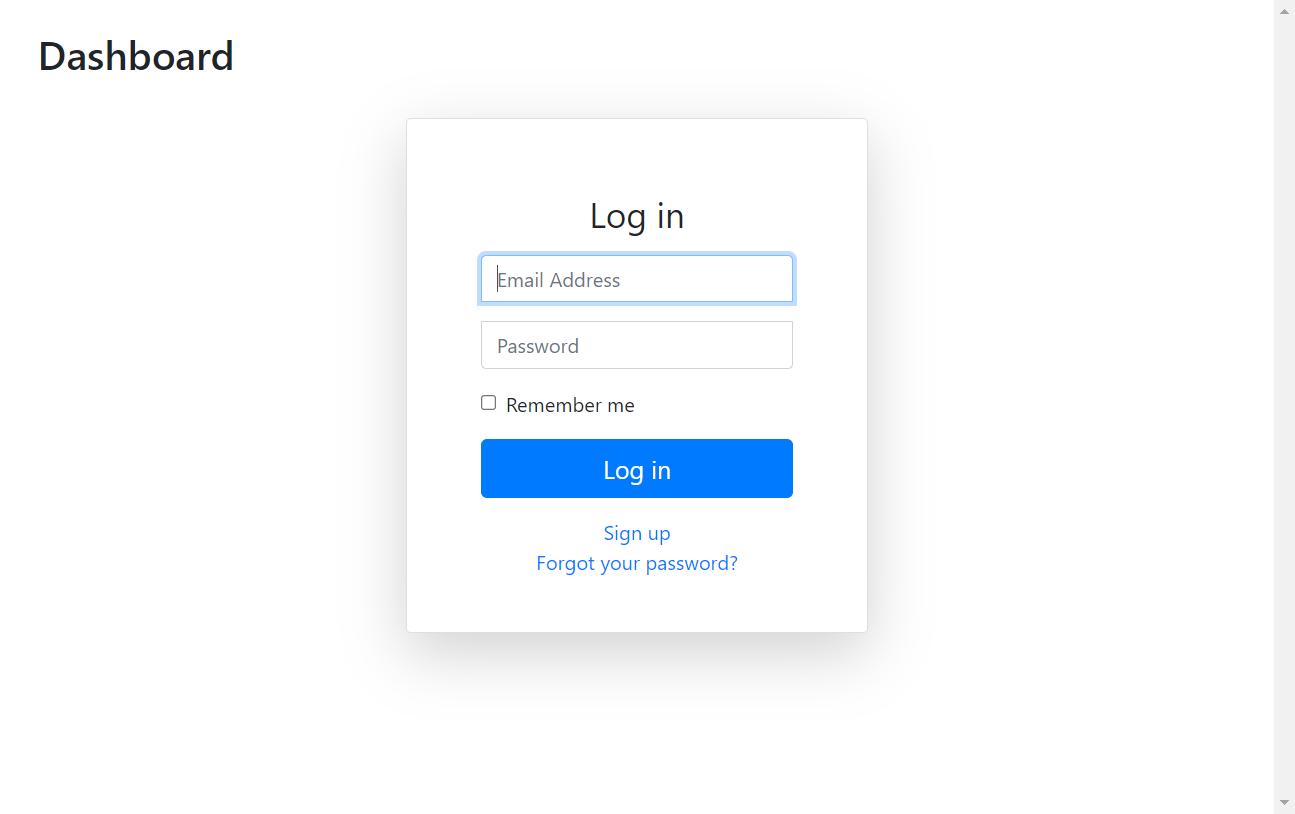 Dashboard
Log in
Email Address
Password
Remember me
Log in
Sign up
Forgot your password?